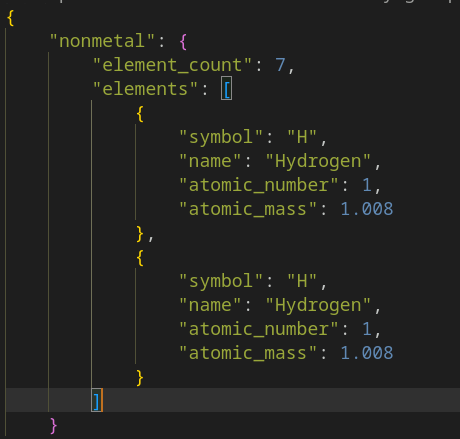 {
"nonmetal": {
"element_count": 7,
"elements": [
{
"symbol": "H",
"name": "Hydrogen",
"atomic_number": 1,
"atomic_mass": 1.008
},
{
"symbol": "H",
"name": "Hydrogen",
"atomic_number": 1,
"atomic_mass": 1.008
}
]
}